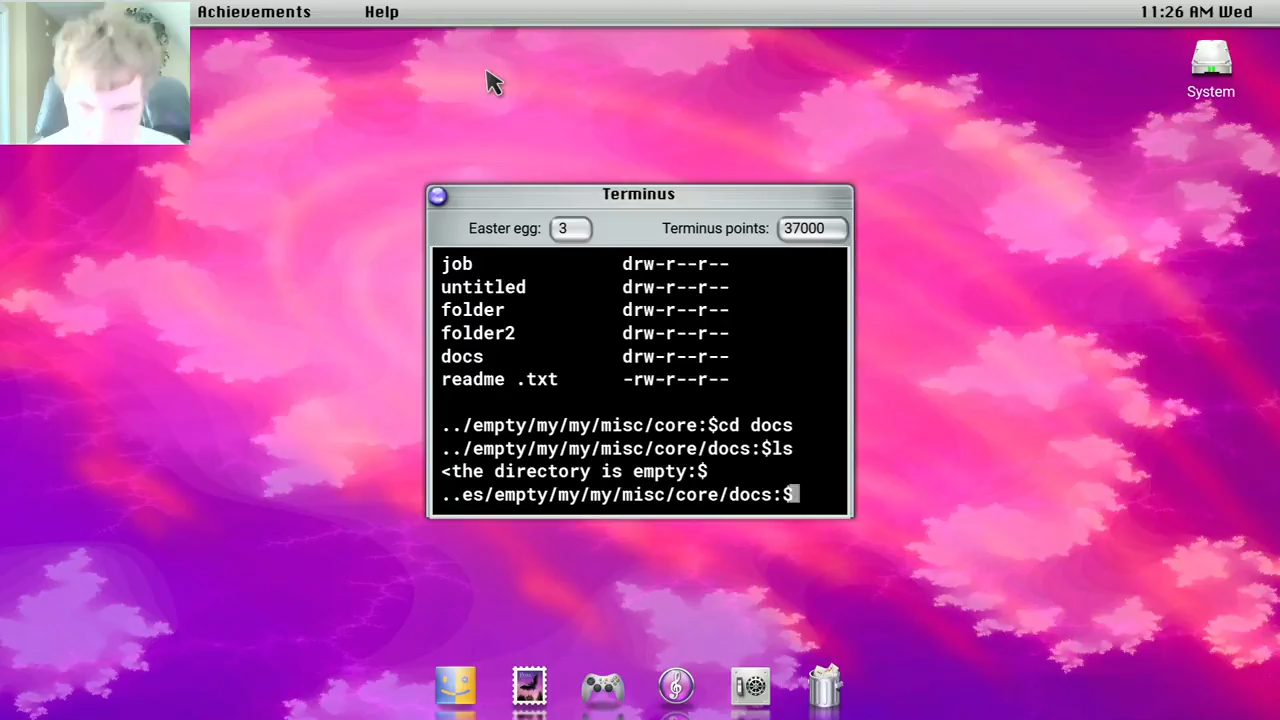 Achievements Help 11:26 AM Wed
System
Terminus
Easter egg: 3 Terminus points: 37000
job drw-r--r--
untitled drw-r--r--
folder drw-r--r--
folder2 drw-r--r--
docs drw-r--r--
readme .txt -rw-r--r--
../empty/my/my/misc/core:$cd docs
../empty/my/my/misc/core/docs:$ls
<the directory is empty:$
..es/empty/my/my/misc/core/docs:$